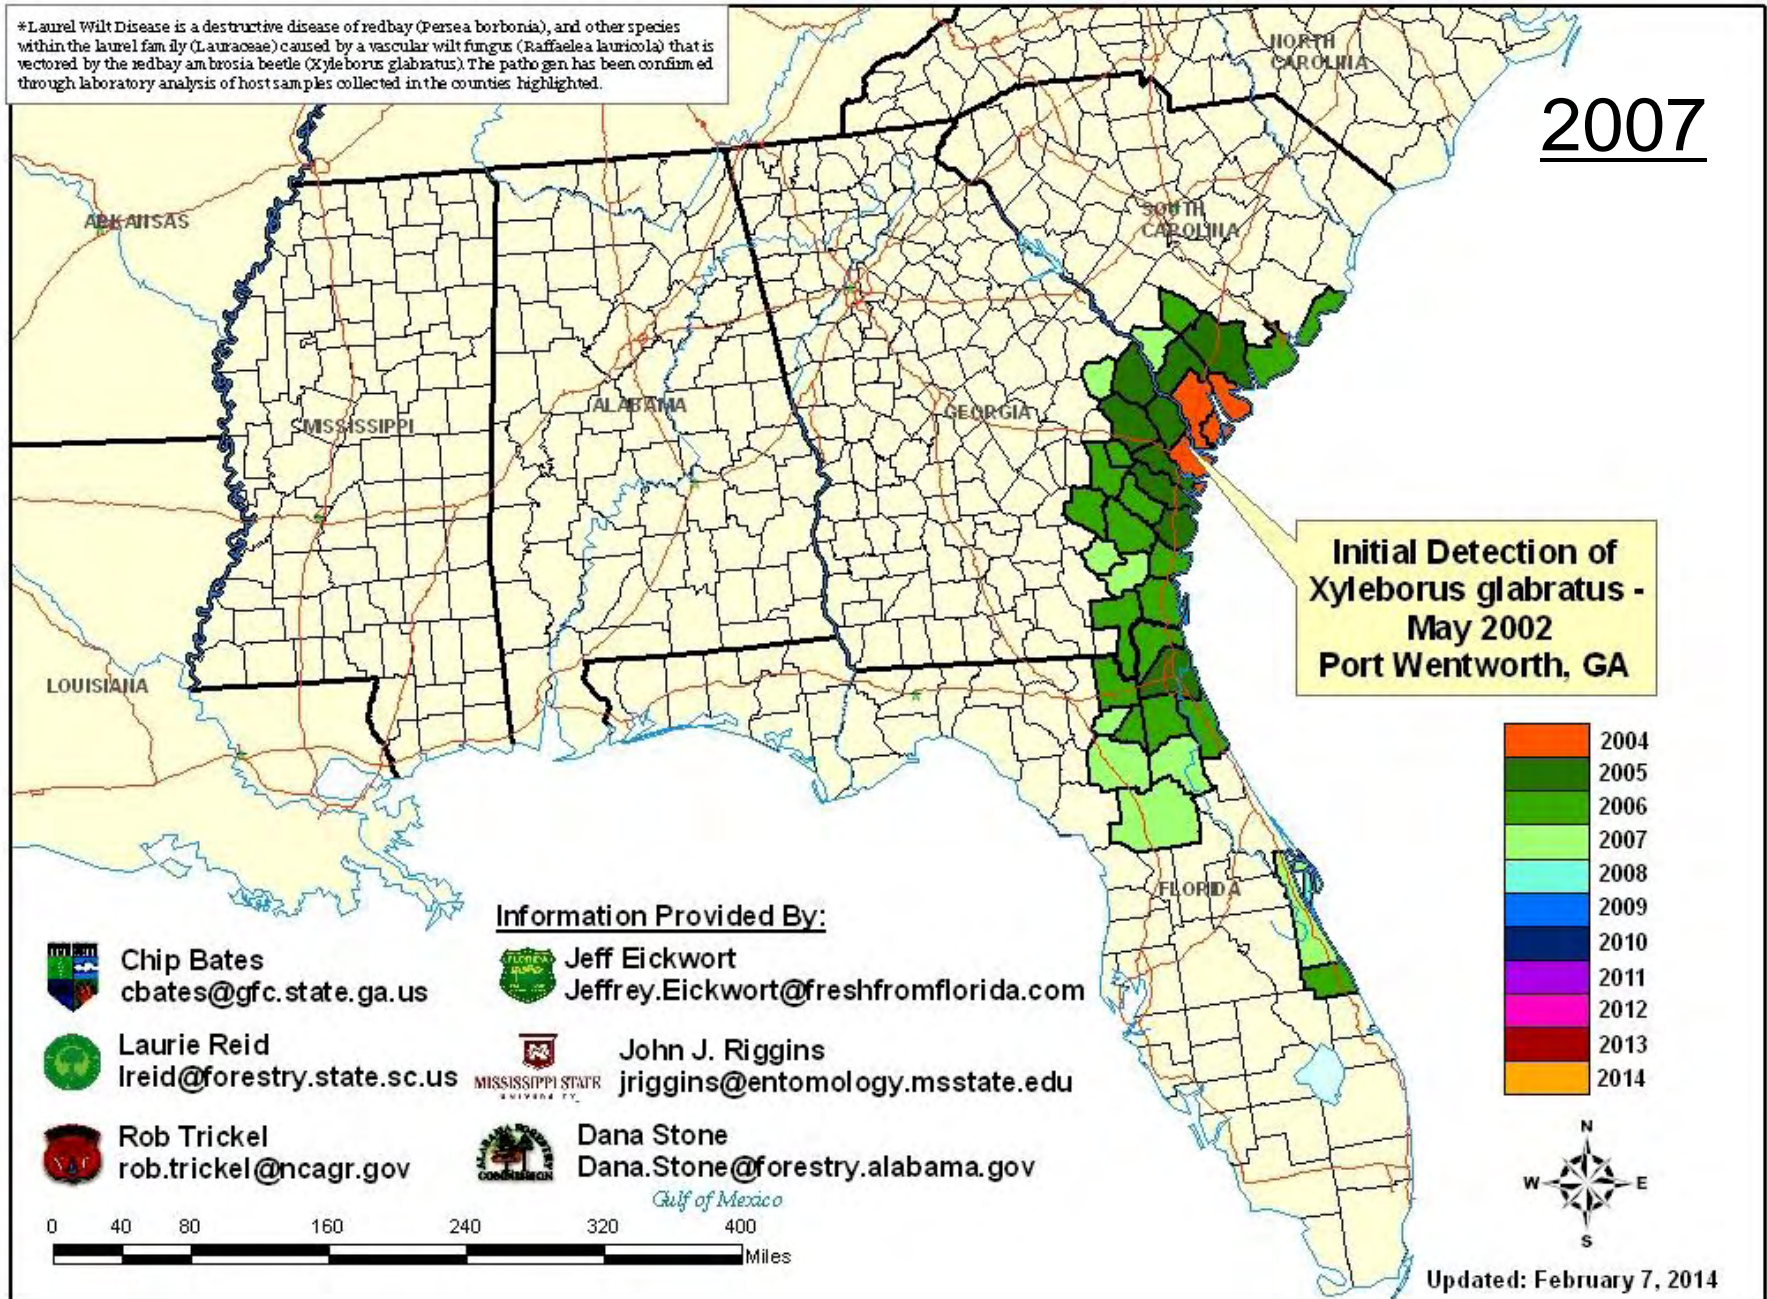 *Laurel Wilt Disease is a destructive disease of redbay (Persea borbonia), and other species
within the laurel family (Lauraceae) caused by a vascular wilt fungus (Raffaelea lauricola) that is
vectored by the redbay ambrosia beetle (Xyleborus glabratus). The pathogen has been confirmed
through laboratory analysis of host samples collected in the counties highlighted.
2007
NORTH
CAROLINA
SOUTH
CAROLINA
ARKANSAS
MISSISSIPPI
ALABAMA
GEORGIA
LOUISIANA
FLORIDA
Initial Detection of
Xyleborus glabratus -
May 2002
Port Wentworth, GA
2004
2005
2006
2007
2008
2009
2010
2011
2012
2013
2014
Information Provided By:
Chip Bates
cbates@gfc.state.ga.us
FLORIDA
Jeff Eickwort
Jeffrey.Eickwort@freshfromflorida.com
Laurie Reid
lreid@forestry.state.sc.us
MISSISSIPPI STATE
UNIVERSITY
John J. Riggins
jriggins@entomology.msstate.edu
Rob Trickel
rob.trickel@ncagr.gov
ALABAMA FORESTRY
COMMISSION
Dana Stone
Dana.Stone@forestry.alabama.gov
Gulf of Mexico
0 40 80 160 240 320 400
Miles
N
W E
S
Updated: February 7, 2014